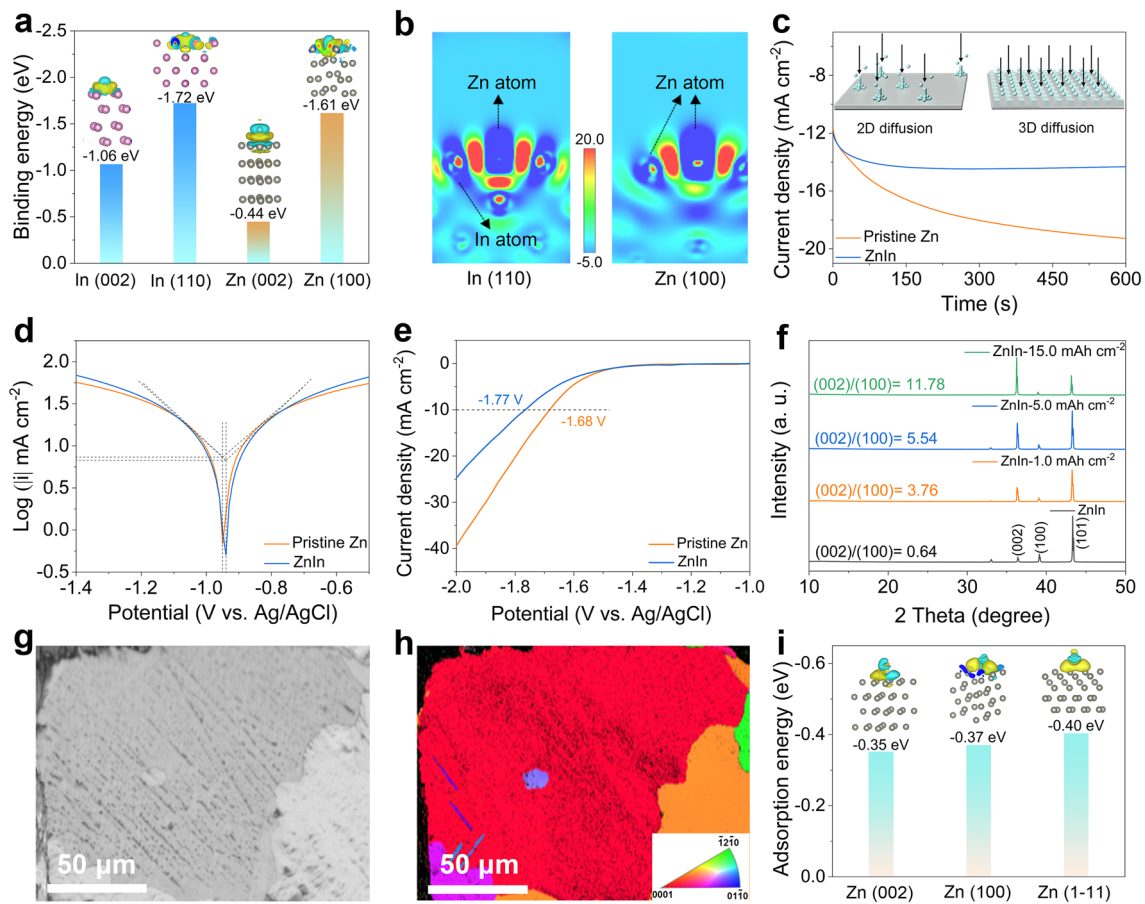 a
Binding energy (eV)
-2.5
-2.0
-1.5
-1.0
-0.5
0.0
-1.06 eV
-1.72 eV
-0.44 eV
-1.61 eV
In (002)
In (110)
Zn (002)
Zn (100)
b
Zn atom
Zn atom
In atom
20.0
-5.0
In (110)
Zn (100)
c
Current density (mA cm-2)
-8
-12
-16
-20
2D diffusion
3D diffusion
Pristine Zn
ZnIn
0
150
300
450
600
Time (s)
d
Log (|i| mA cm-2)
2.0
1.5
1.0
0.5
0.0
-0.5
Pristine Zn
ZnIn
-1.4
-1.2
-1.0
-0.8
-0.6
Potential (V vs. Ag/AgCl)
e
Current density (mA cm-2)
0
-10
-20
-30
-40
-1.77 V
-1.68 V
Pristine Zn
ZnIn
-2.0
-1.8
-1.6
-1.4
-1.2
-1.0
Potential (V vs. Ag/AgCl)
f
Intensity (a. u.)
ZnIn-15.0 mAh cm-2
(002)/(100)= 11.78
ZnIn-5.0 mAh cm-2
(002)/(100)= 5.54
ZnIn-1.0 mAh cm-2
(002)/(100)= 3.76
ZnIn
(002)/(100)= 0.64
(002)
(100)
(101)
10
20
30
40
50
2 Theta (degree)
g
50 μm
h
50 μm
0001
1̅21̅0
011̅0
i
Adsorption energy (eV)
-0.6
-0.4
-0.2
0.0
-0.35 eV
-0.37 eV
-0.40 eV
Zn (002)
Zn (100)
Zn (1-11)